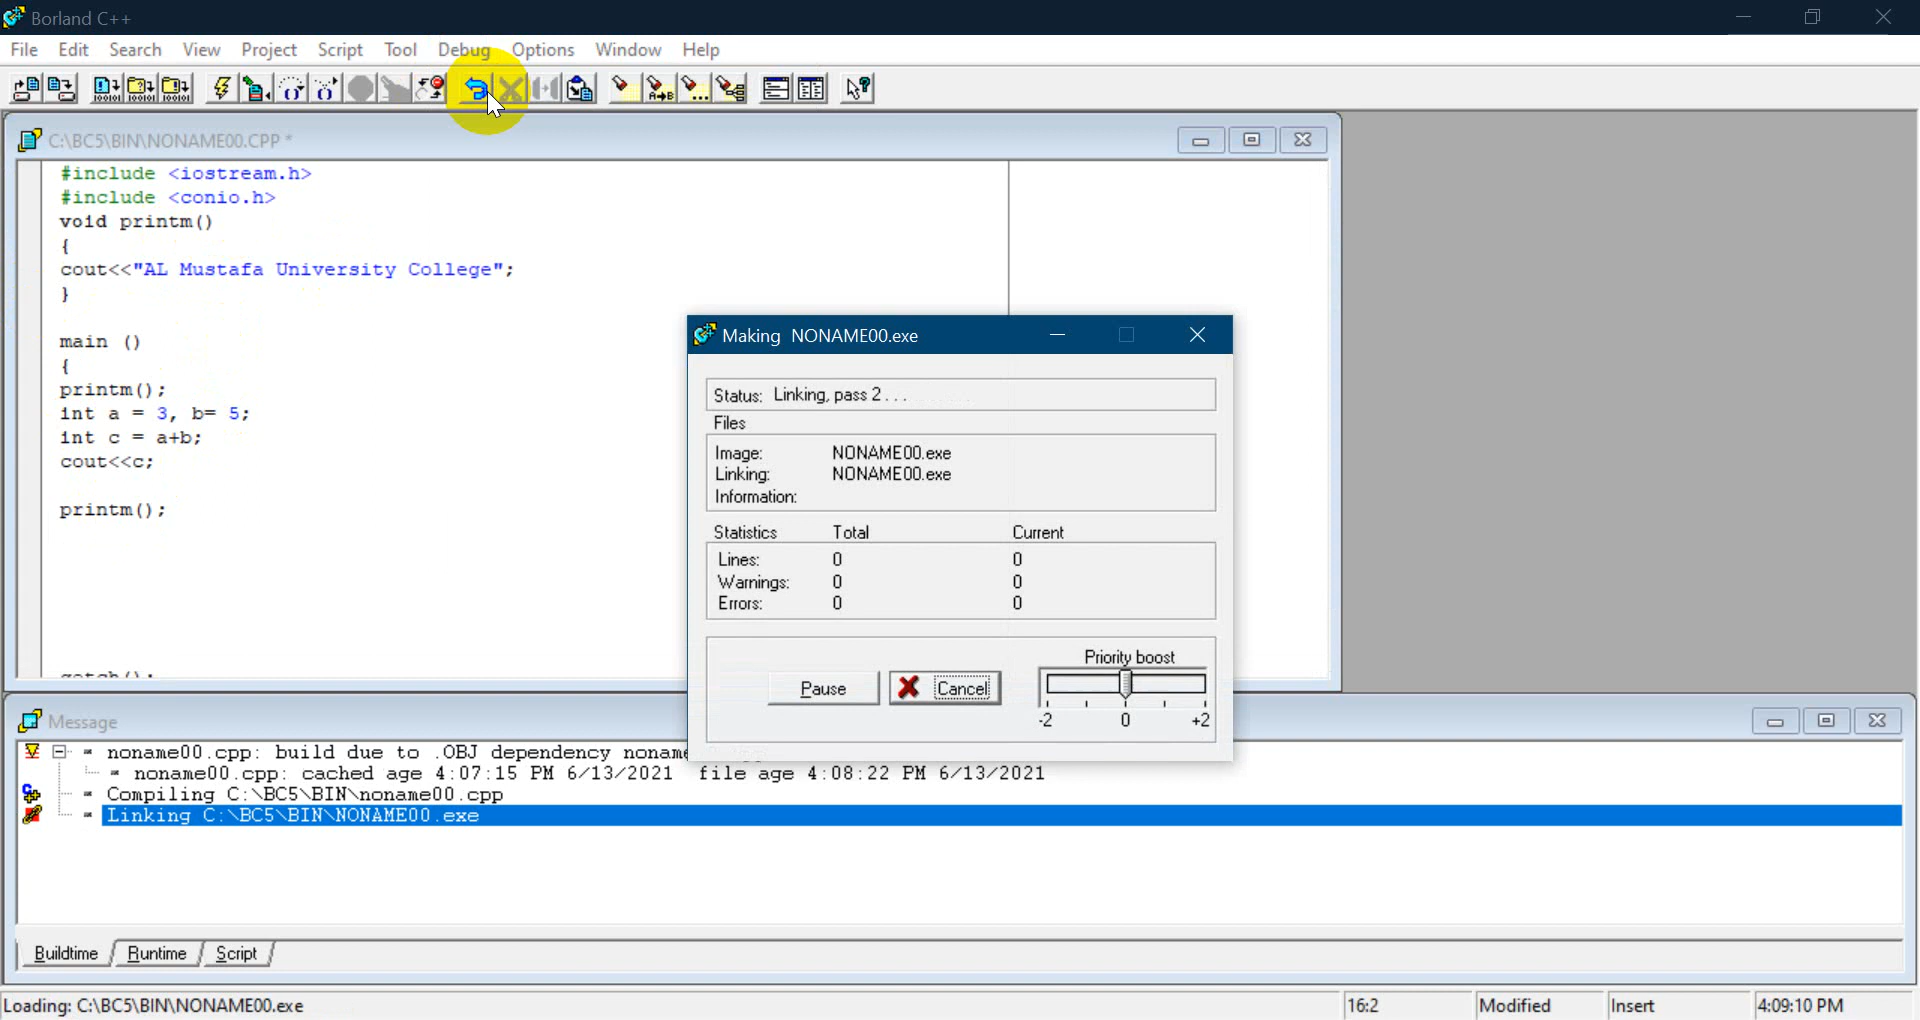 Borland C++
File Edit Search View Project Script Tool Debug Options Window Help
C:\BC5\BIN\NONAME00.CPP *
#include <iostream.h>
#include <conio.h>
void printm()
{
cout<<"AL Mustafa University College";
}
main ()
{
printm();
int a = 3, b= 5;
int c = a+b;
cout<<c;
printm();
Making NONAME00.exe
Status: Linking, pass 2 . . .
Files
Image: NONAME00.exe
Linking: NONAME00.exe
Information:
Statistics Total Current
Lines: 0 0
Warnings: 0 0
Errors: 0 0
Priority boost
Pause Cancel
-2 0 +2
Message
noname00.cpp: build due to .OBJ dependency
noname00.cpp: cached age 4:07:15 PM 6/13/2021 file age 4:08:22 PM 6/13/2021
Compiling C:\BC5\BIN\noname00.cpp
Linking C:\BC5\BIN\NONAME00.exe
Buildtime Runtime Script
Loading: C:\BC5\BIN\NONAME00.exe 16:2 Modified Insert 4:09:10 PM